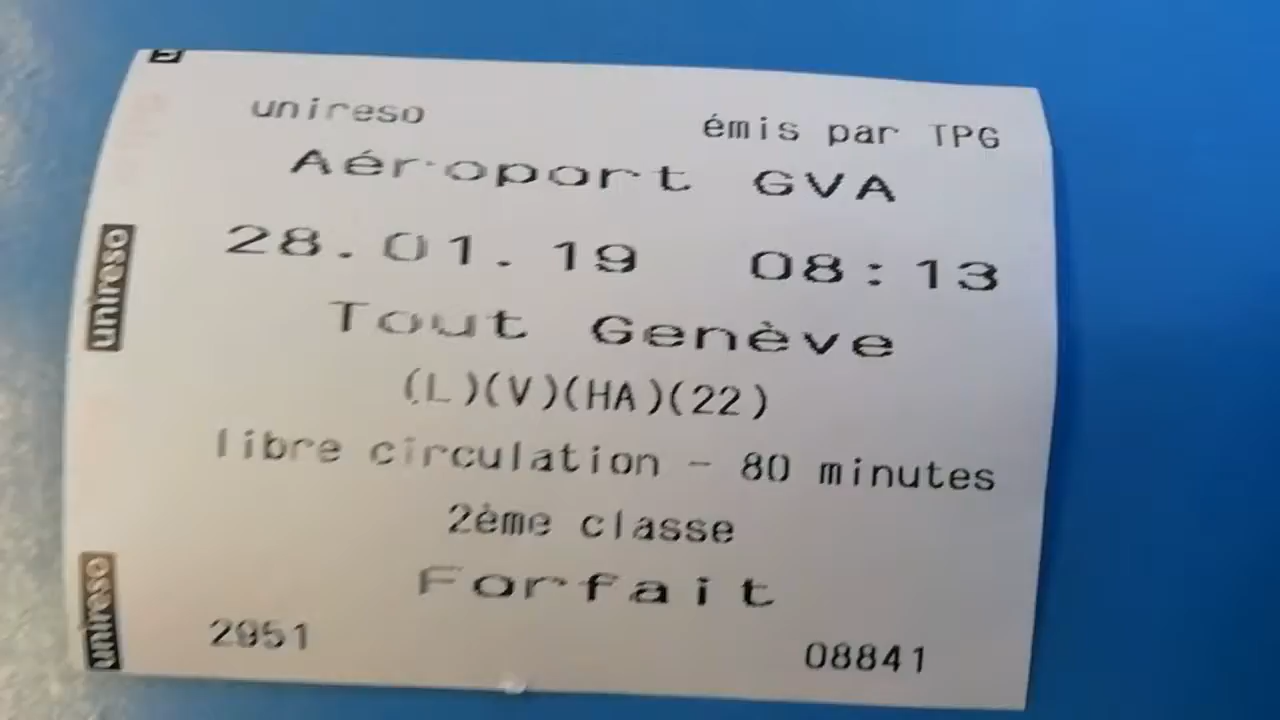 unireso émis par TPG
Aéroport GVA
28.01.19 08:13
Tout Genève
(L)(V)(HA)(22)
libre circulation - 80 minutes
2ème classe
Forfait
2951 08841
unireso
unireso